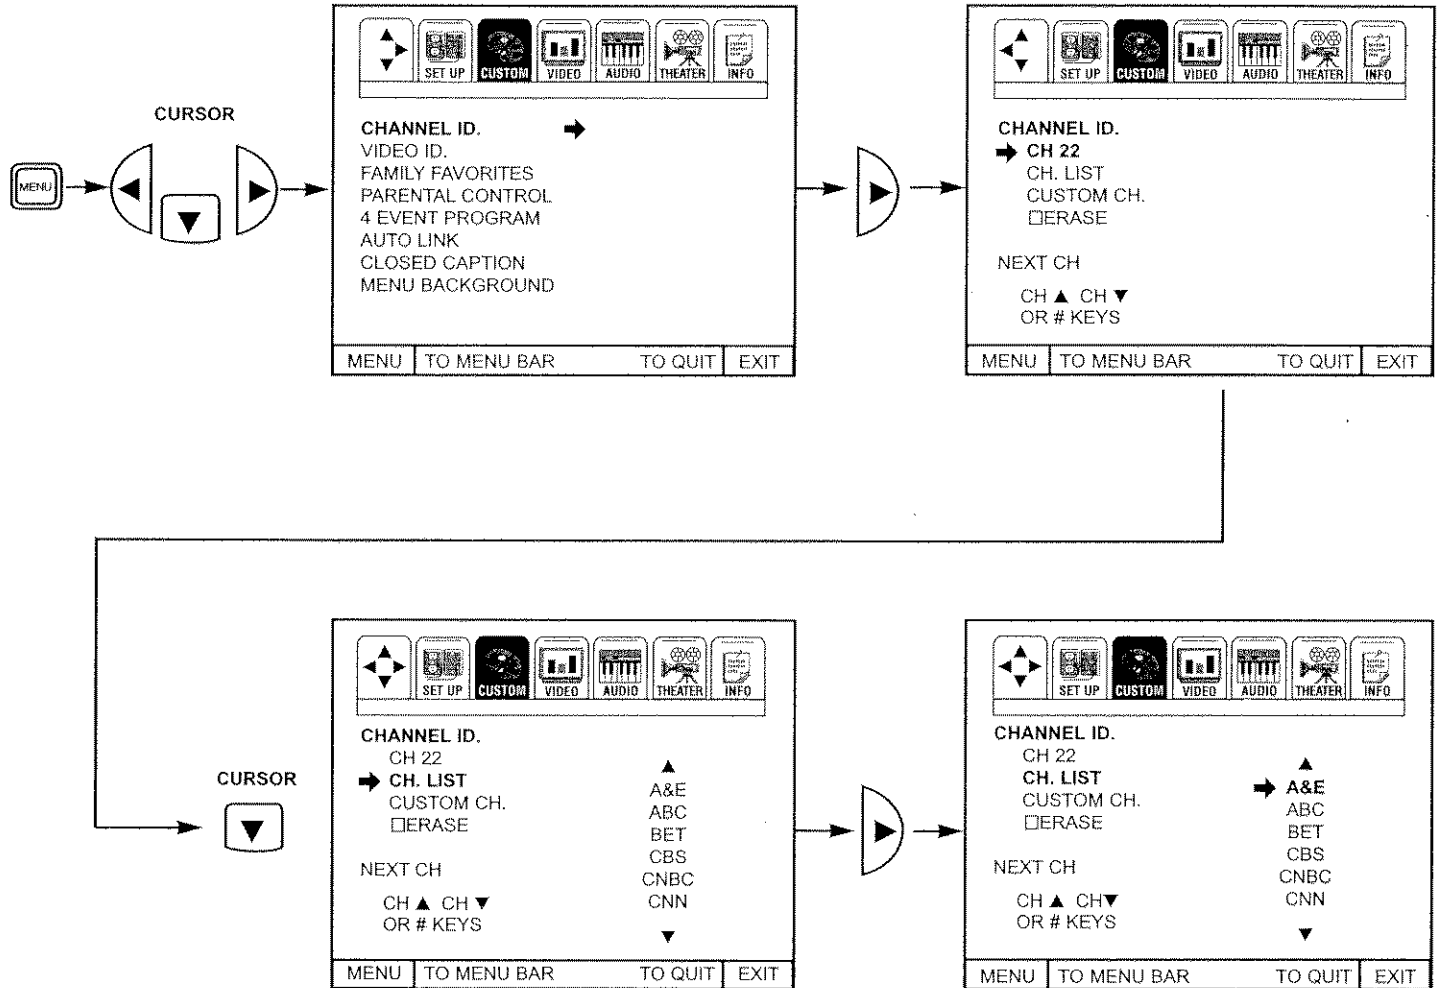 CURSOR
MENU
SET UP CUSTOM VIDEO AUDIO THEATER INFO
CHANNEL ID.
VIDEO ID.
FAMILY FAVORITES
PARENTAL CONTROL
4 EVENT PROGRAM
AUTO LINK
CLOSED CAPTION
MENU BACKGROUND
MENU TO MENU BAR TO QUIT EXIT
SET UP CUSTOM VIDEO AUDIO THEATER INFO
CHANNEL ID.
CH 22
CH. LIST
CUSTOM CH.
☐ERASE
NEXT CH
CH ▲ CH ▼
OR # KEYS
MENU TO MENU BAR TO QUIT EXIT
CURSOR
SET UP CUSTOM VIDEO AUDIO THEATER INFO
CHANNEL ID.
CH 22
CH. LIST
CUSTOM CH.
☐ERASE
NEXT CH
CH ▲ CH ▼
OR # KEYS
A&E
ABC
BET
CBS
CNBC
CNN
MENU TO MENU BAR TO QUIT EXIT
SET UP CUSTOM VIDEO AUDIO THEATER INFO
CHANNEL ID.
CH 22
CH. LIST
CUSTOM CH.
☐ERASE
NEXT CH
CH ▲ CH▼
OR # KEYS
A&E
ABC
BET
CBS
CNBC
CNN
MENU TO MENU BAR TO QUIT EXIT